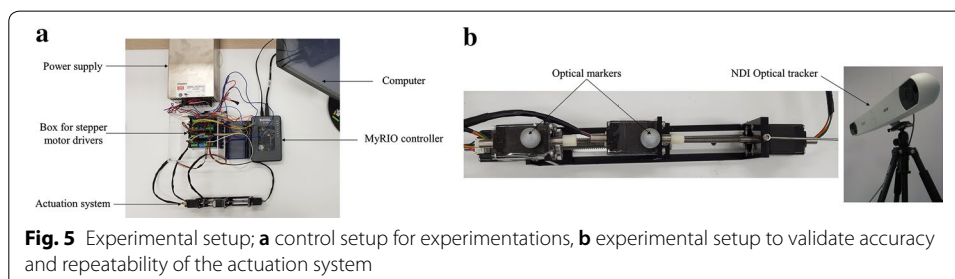 a
Power supply
Computer
Box for stepper
motor drivers
MyRIO controller
Actuation system
b
Optical markers
NDI Optical tracker
Fig. 5 Experimental setup; a control setup for experimentations, b experimental setup to validate accuracy
and repeatability of the actuation system